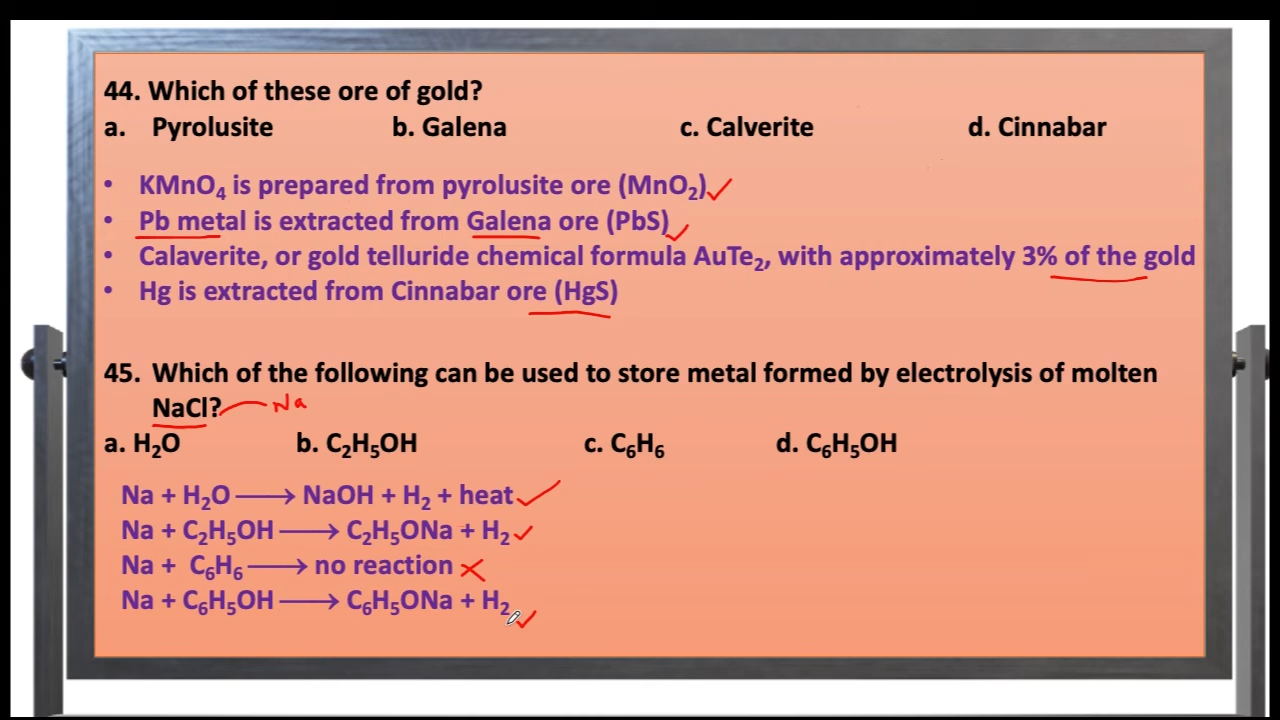 44. Which of these ore of gold?
a. Pyrolusite b. Galena c. Calverite d. Cinnabar
• KMnO₄ is prepared from pyrolusite ore (MnO₂)
• Pb metal is extracted from Galena ore (PbS)
• Calaverite, or gold telluride chemical formula AuTe₂, with approximately 3% of the gold
• Hg is extracted from Cinnabar ore (HgS)
45. Which of the following can be used to store metal formed by electrolysis of molten
NaCl? Na
a. H₂O b. C₂H₅OH c. C₆H₆ d. C₆H₅OH
Na + H₂O ⟶ NaOH + H₂ + heat
Na + C₂H₅OH ⟶ C₂H₅ONa + H₂
Na + C₆H₆ ⟶ no reaction
Na + C₆H₅OH ⟶ C₆H₅ONa + H₂